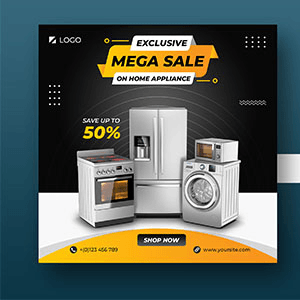 LOGO
EXCLUSIVE
MEGA SALE
ON HOME APPLIANCE
SAVE UP TO
50%
SHOP NOW
+(0)123 456 789
www.yoursite.com